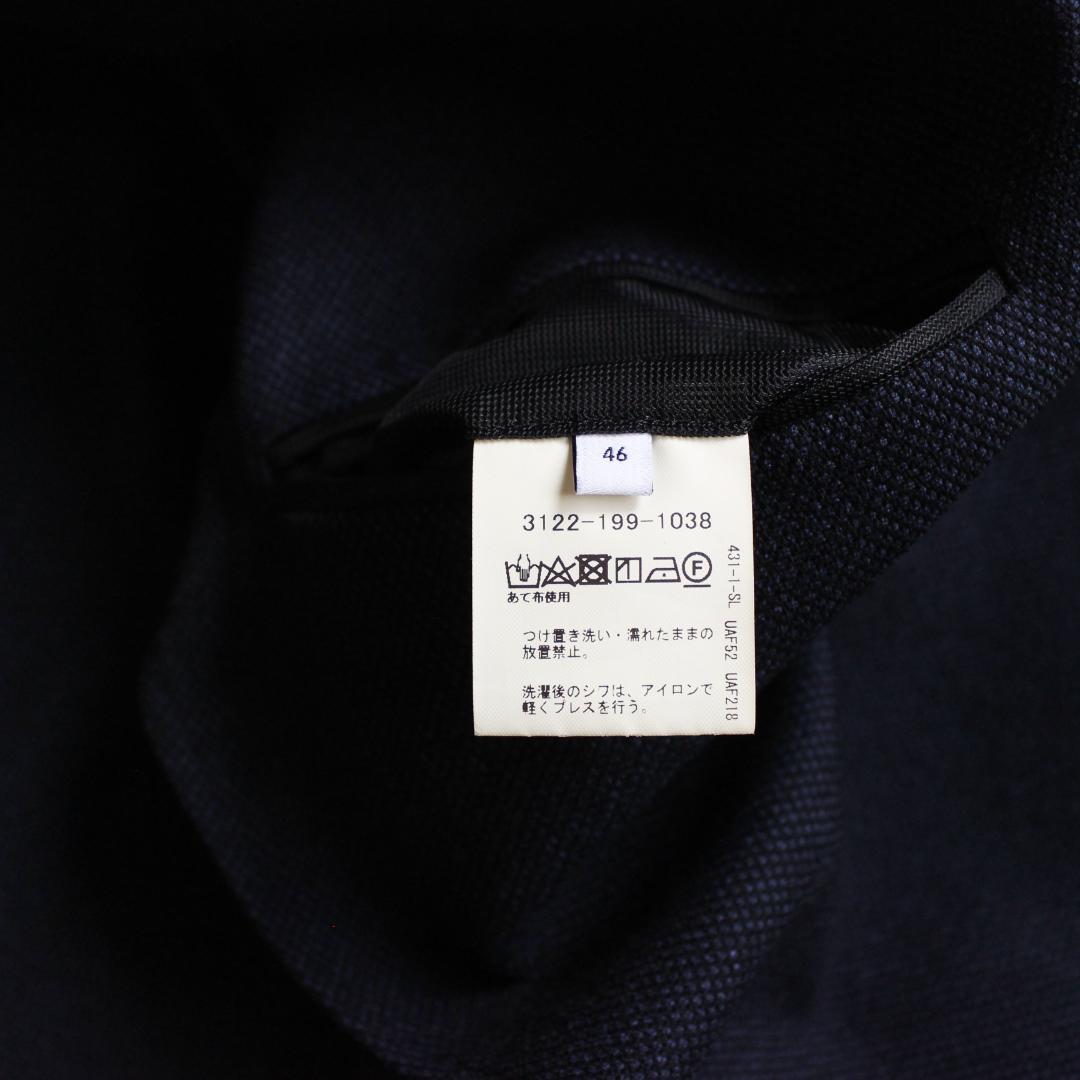 46
3122-199-1038
F
あて布使用
つけ置き洗い・濡れたままの
放置禁止。
洗濯後のシワは、アイロンで
軽くプレスを行う。
431-1-SL UAF52 UAF218